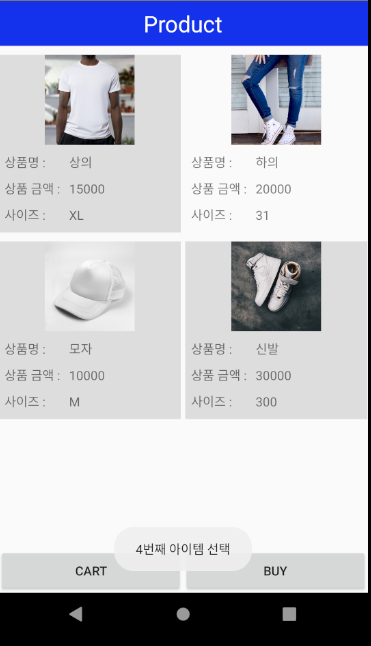 Product
상품명 : 상의
상품 금액 : 15000
사이즈 : XL
상품명 : 하의
상품 금액 : 20000
사이즈 : 31
상품명 : 모자
상품 금액 : 10000
사이즈 : M
상품명 : 신발
상품 금액 : 30000
사이즈 : 300
4번째 아이템 선택
CART
BUY